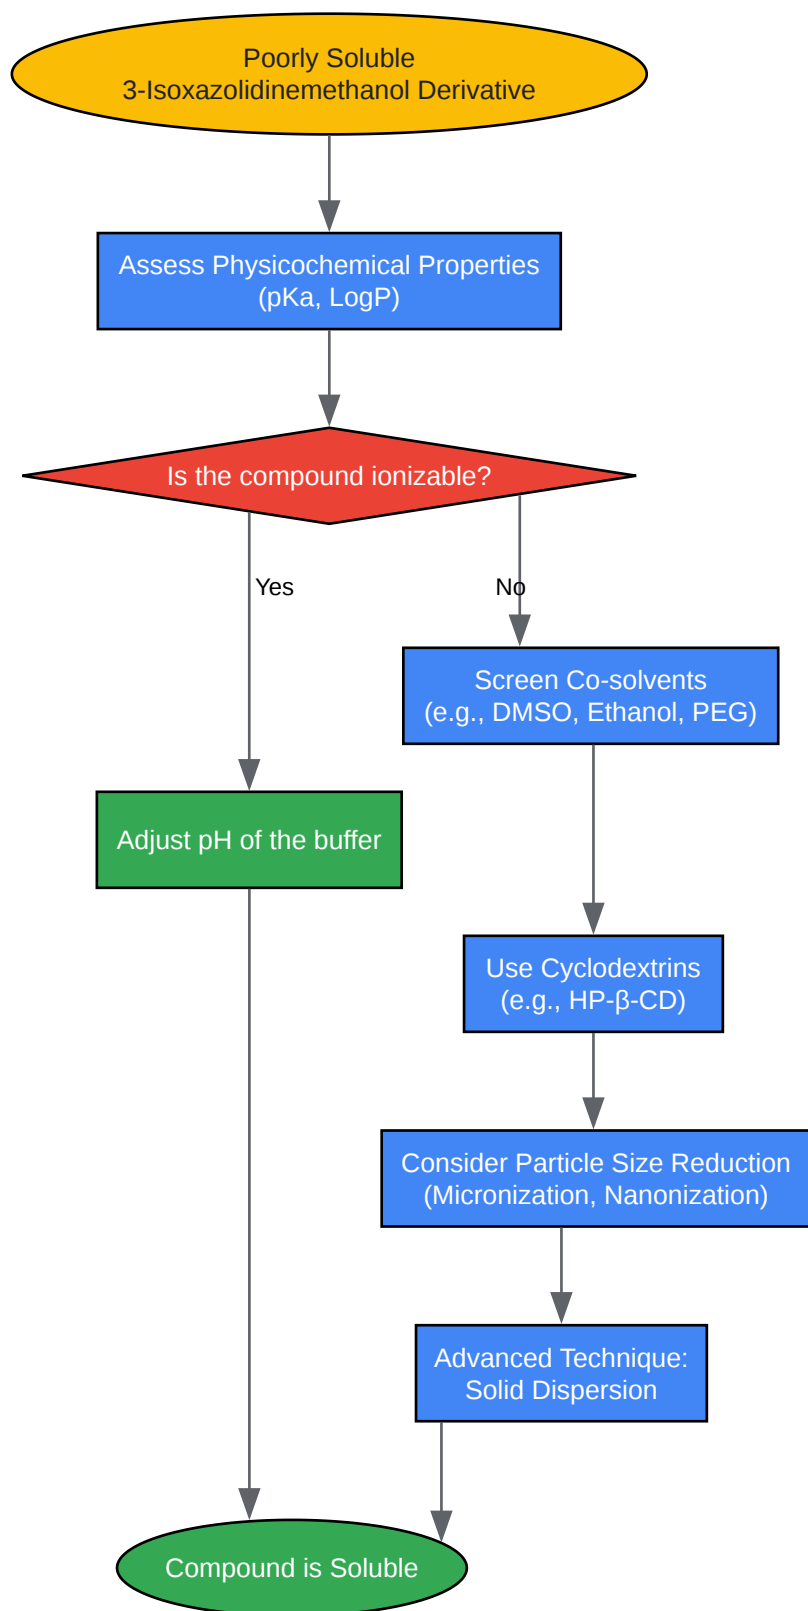 Poorly Soluble
3-Isoxazolidinemethanol Derivative
Assess Physicochemical Properties
(pKa, LogP)
Is the compound ionizable?
Yes
No
Screen Co-solvents
(e.g., DMSO, Ethanol, PEG)
Adjust pH of the buffer
Use Cyclodextrins
(e.g., HP-β-CD)
Consider Particle Size Reduction
(Micronization, Nanonization)
Advanced Technique:
Solid Dispersion
Compound is Soluble